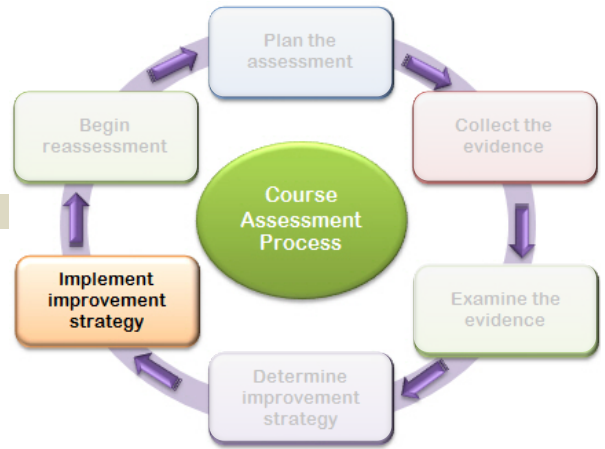 Plan the
assessment
Collect the
evidence
Examine the
evidence
Determine
improvement
strategy
Implement
improvement
strategy
Begin
reassessment
Course
Assessment
Process